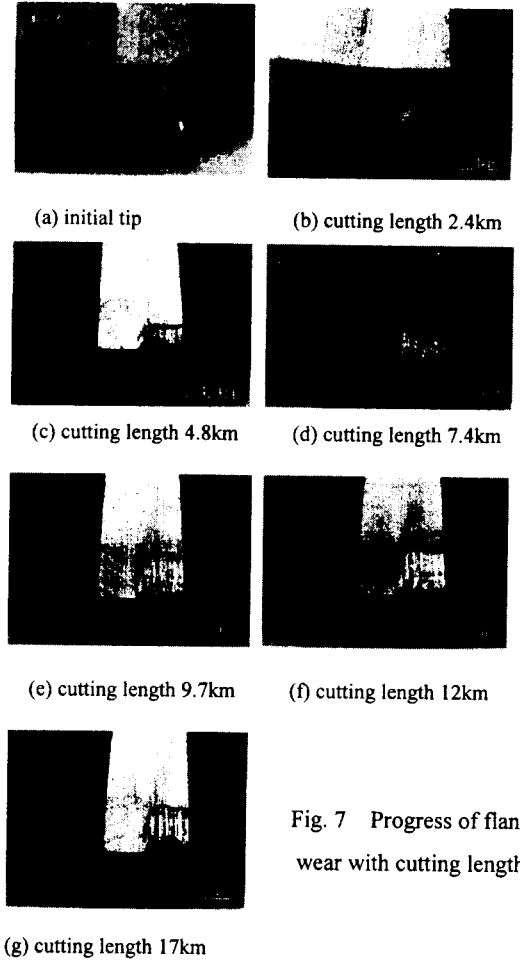 (a) initial tip
(b) cutting length 2.4km
(c) cutting length 4.8km
(d) cutting length 7.4km
(e) cutting length 9.7km
(f) cutting length 12km
(g) cutting length 17km
Fig. 7 Progress of flan
wear with cutting length